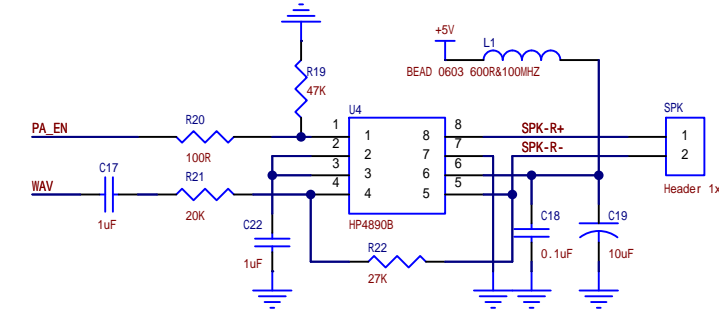 +5V
L1
BEAD 0603 600R&100MHZ
R19
47K
U4
SPK
PA_EN
R20
100R
1
2
3
4
1
2
3
4
8
7
6
5
8
7
6
5
SPK-R+
SPK-R-
1
2
Header 1x
C17
1uF
WAV
R21
20K
HP4890B
C22
1uF
R22
27K
C18
0.1uF
C19
10uF